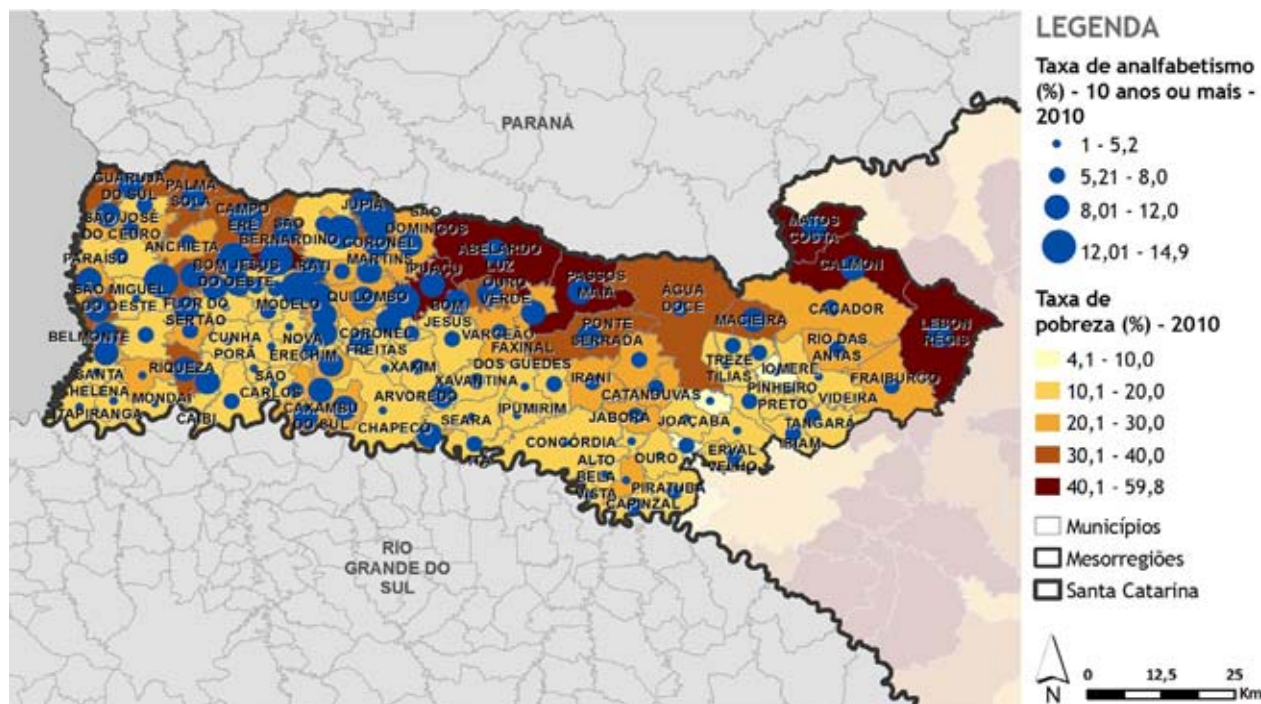 PARANÁ
GUARUJÁ
DO SUL
PALMA
SOLA
SÃO JOSÉ
DO CEDRO
CAMPO
ERÊ
SÃO
BERNARDINO
JUPIÁ
SÃO
DOMINGOS
ANCHIETA
CORONEL
MARTINS
ABELARDO
LUZ
PARAÍSO
BOM JESUS
DO OESTE
IRATI
IPUAÇU
OURO
VERDE
PASSOS
MAIA
ÁGUA
DOCE
MATOS
COSTA
CALMON
SÃO MIGUEL
DO OESTE
FLOR DO
SERTÃO
MODELO
QUILOMBO
BOM
JESUS
VARGEÃO
PONTE
SERRADA
MACIEIRA
CAÇADOR
LEBON
RÉGIS
BELMONTE
CUNHA
PORÃ
NOVA
ERECHIM
CORONEL
FREITAS
FAXINAL
DOS GUEDES
RIO DAS
ANTAS
SANTA
HELENA
RIQUEZA
SÃO
CARLOS
XAXIM
XAVANTINA
IRANI
CATANDUVAS
TREZE
TÍLIAS
IOMERÊ
PINHEIRO
PRETO
FRAIBURGO
VIDEIRA
ITAPIRANGA
MONDAÍ
CAIBI
CAXAMBU
DO SUL
ARVOREDO
CHAPECÓ
SEARA
IPUMIRIM
JABORÁ
JOAÇABA
TANGARÁ
IBIAM
ITÁ
CONCÓRDIA
OURO
ERVAL
VELHO
ALTO
BELA
VISTA
PIRATUBA
CAPINZAL
RIO
GRANDE DO
SUL
LEGENDA
Taxa de analfabetismo
(%) - 10 anos ou mais -
2010
1 - 5,2
5,21 - 8,0
8,01 - 12,0
12,01 - 14,9
Taxa de
pobreza (%) - 2010
4,1 - 10,0
10,1 - 20,0
20,1 - 30,0
30,1 - 40,0
40,1 - 59,8
Municípios
Mesorregiões
Santa Catarina
N
0 12,5 25
Km